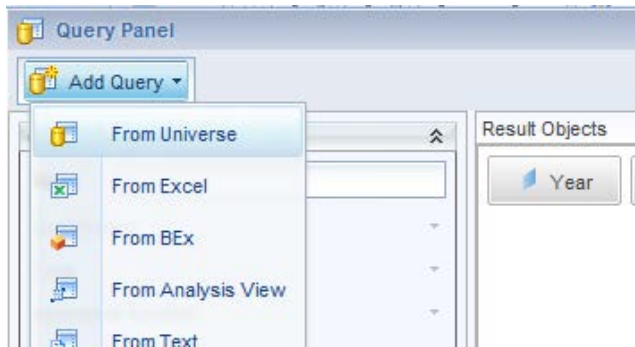 Query Panel
Add Query
From Universe
Result Objects
From Excel
Year
From BEx
From Analysis View
From Text